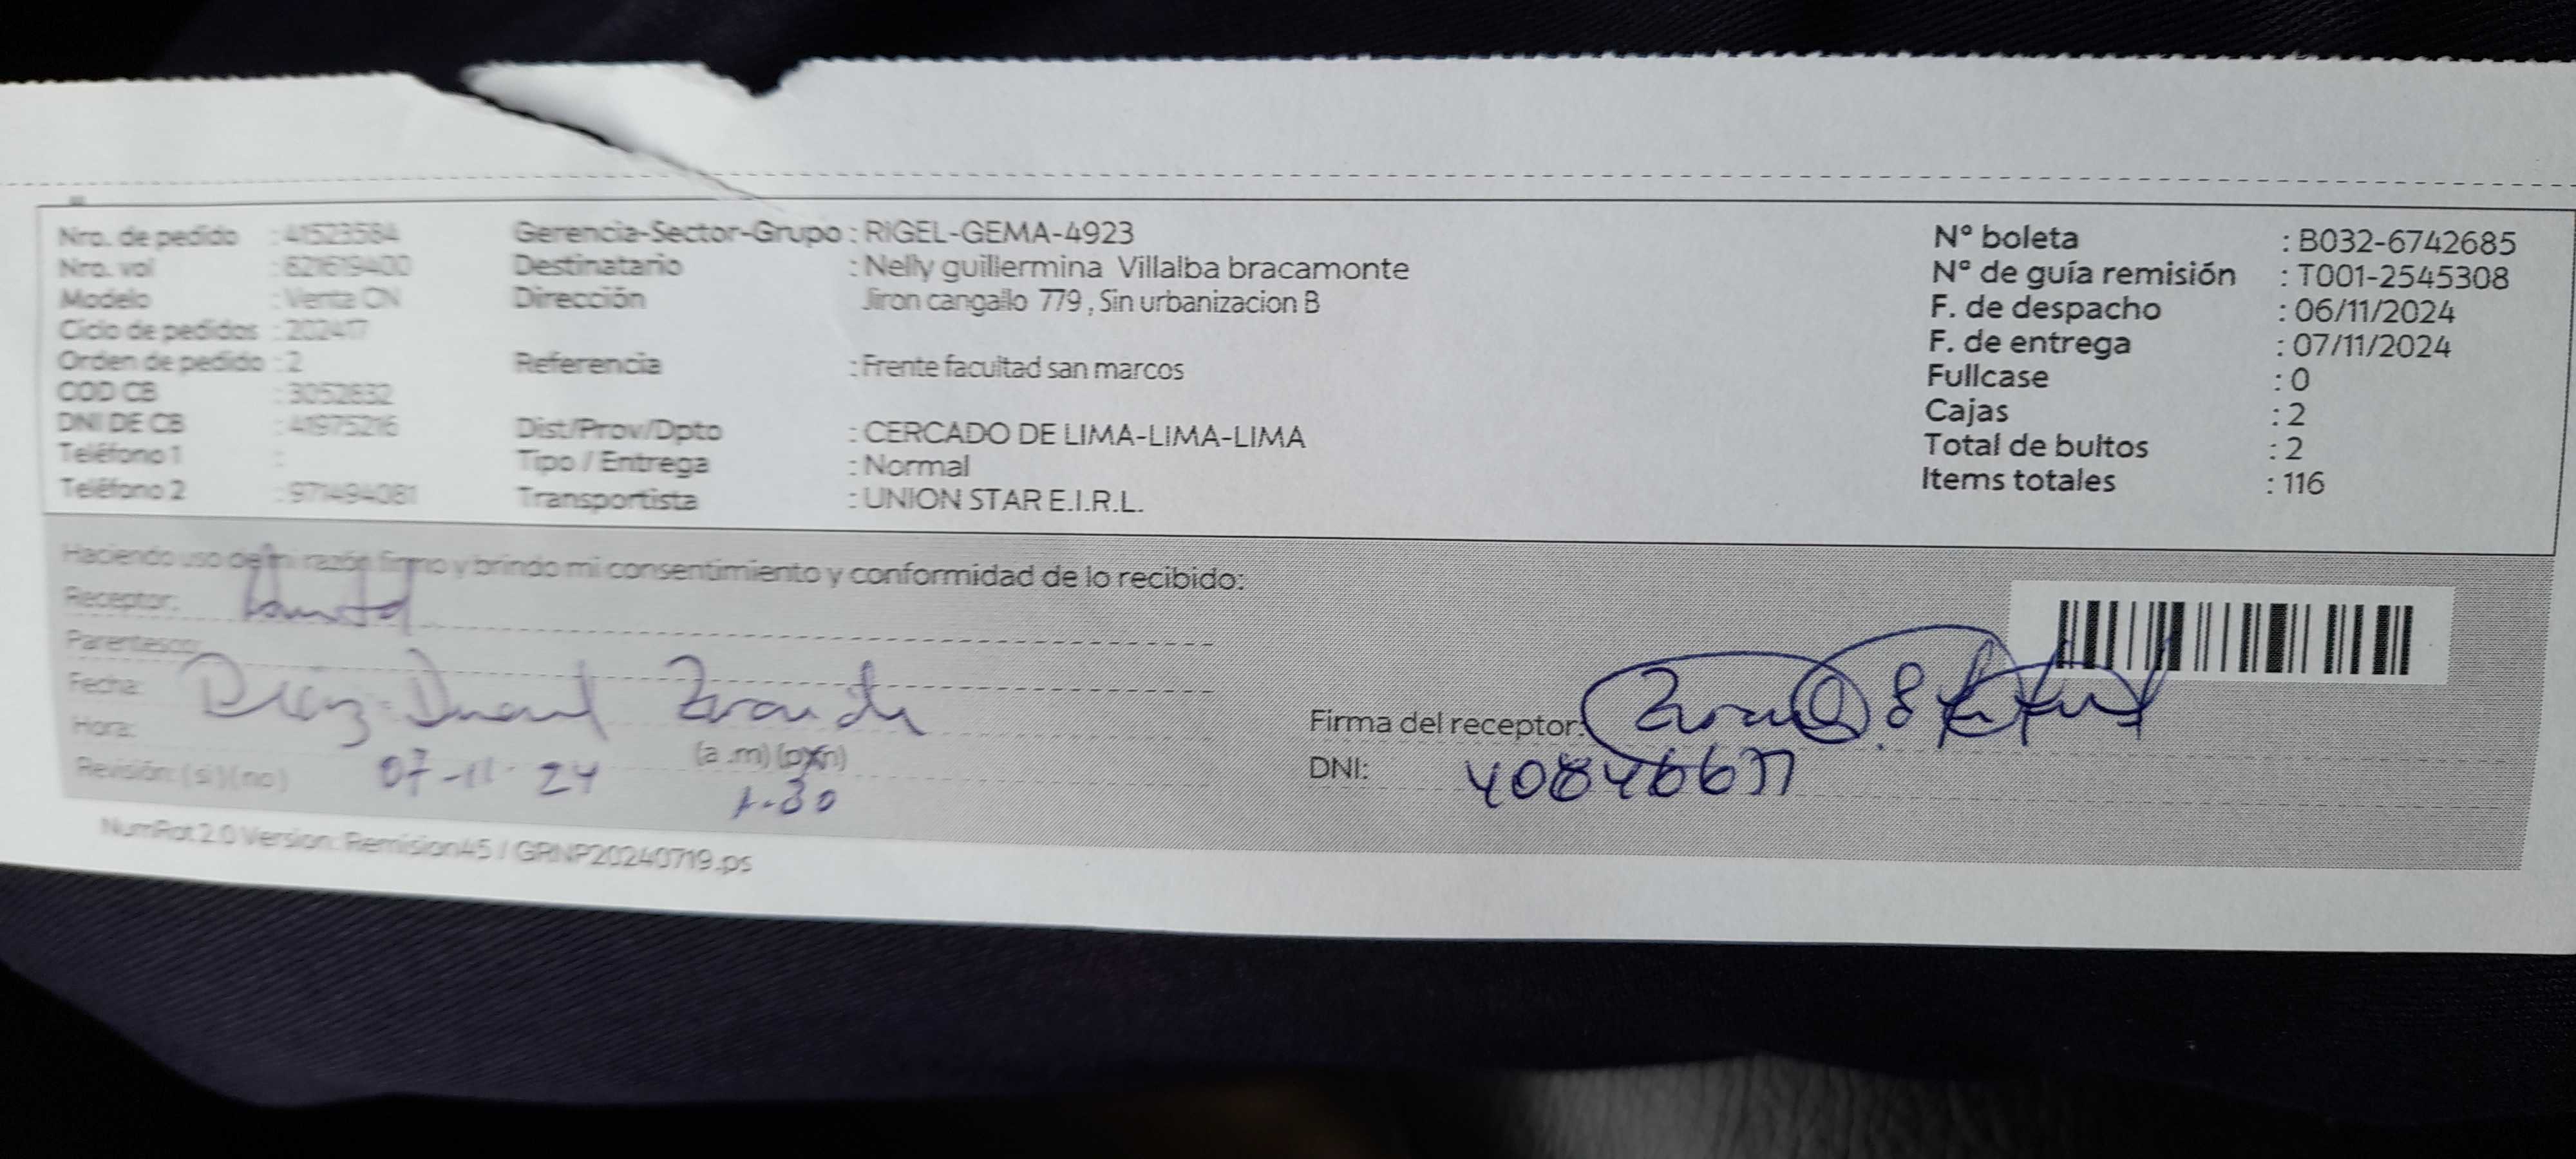 Nro. de pedido : 41523584
Nro. vol : 621619400
Modelo : Venta CN
Ciclo de pedidos : 202417
Orden de pedido : 2
COD CB : 3052832
DNI DE CB : 41975216
Teléfono 1 :
Teléfono 2 : 971494081
Gerencia-Sector-Grupo : RIGEL-GEMA-4923
Destinatario : Nelly guillermina Villalba bracamonte
Dirección Jiron cangallo 779 , Sin urbanizacion B
Referencia : Frente facultad san marcos
Dist/Prov/Dpto : CERCADO DE LIMA-LIMA-LIMA
Tipo / Entrega : Normal
Transportista : UNION STAR E.I.R.L.
N° boleta : B032-6742685
N° de guía remisión : T001-2545308
F. de despacho : 06/11/2024
F. de entrega : 07/11/2024
Fullcase : 0
Cajas : 2
Total de bultos : 2
Items totales : 116
Haciendo uso de mi razón firmo y brindo mi consentimiento y conformidad de lo recibido:
Receptor:
Parentesco:
Fecha: Diaz
Hora: (a .m) (p.m)
Revisión: ( si ) ( no ) 07-11-24 1.30
Firma del receptor:
DNI: 40846677
NumRot 2.0 Version: Remision45 / GRNP20240719.ps